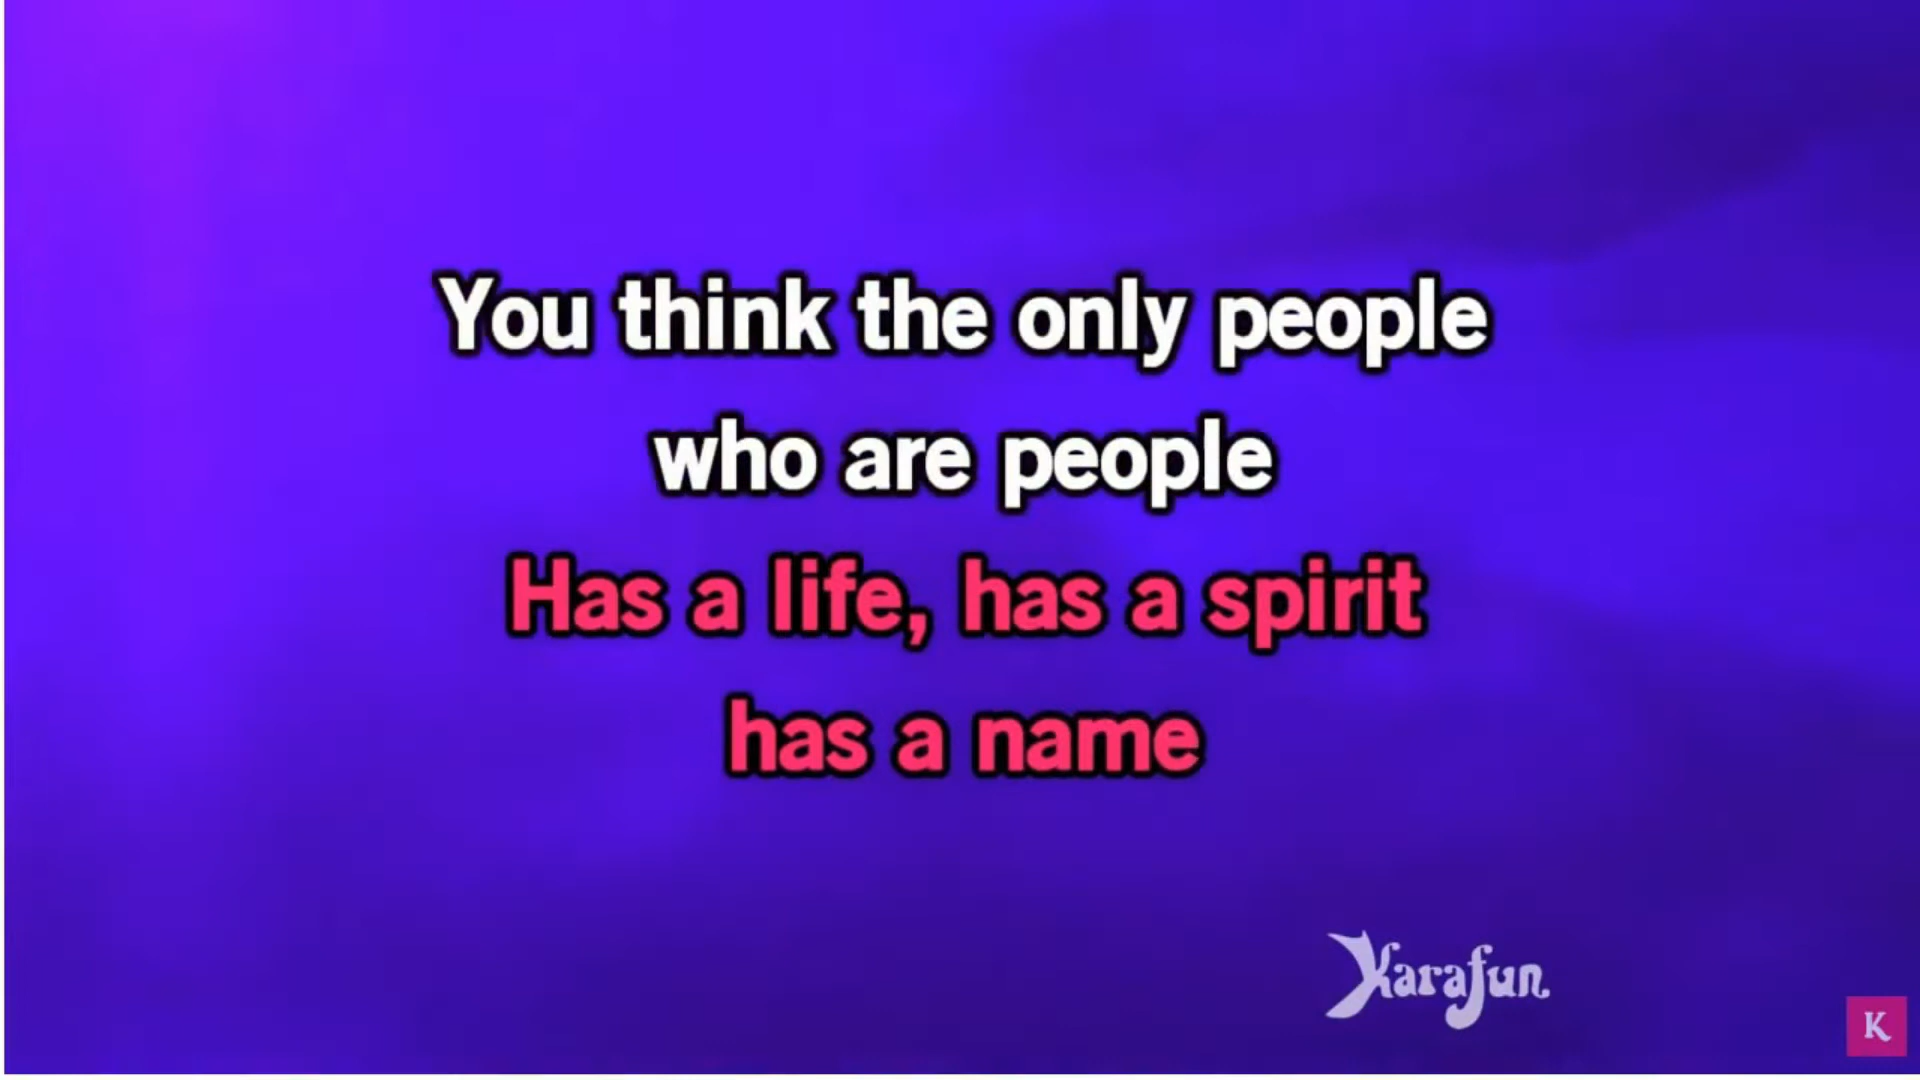 You think the only people
who are people
Has a life, has a spirit
has a name
Karafun
K